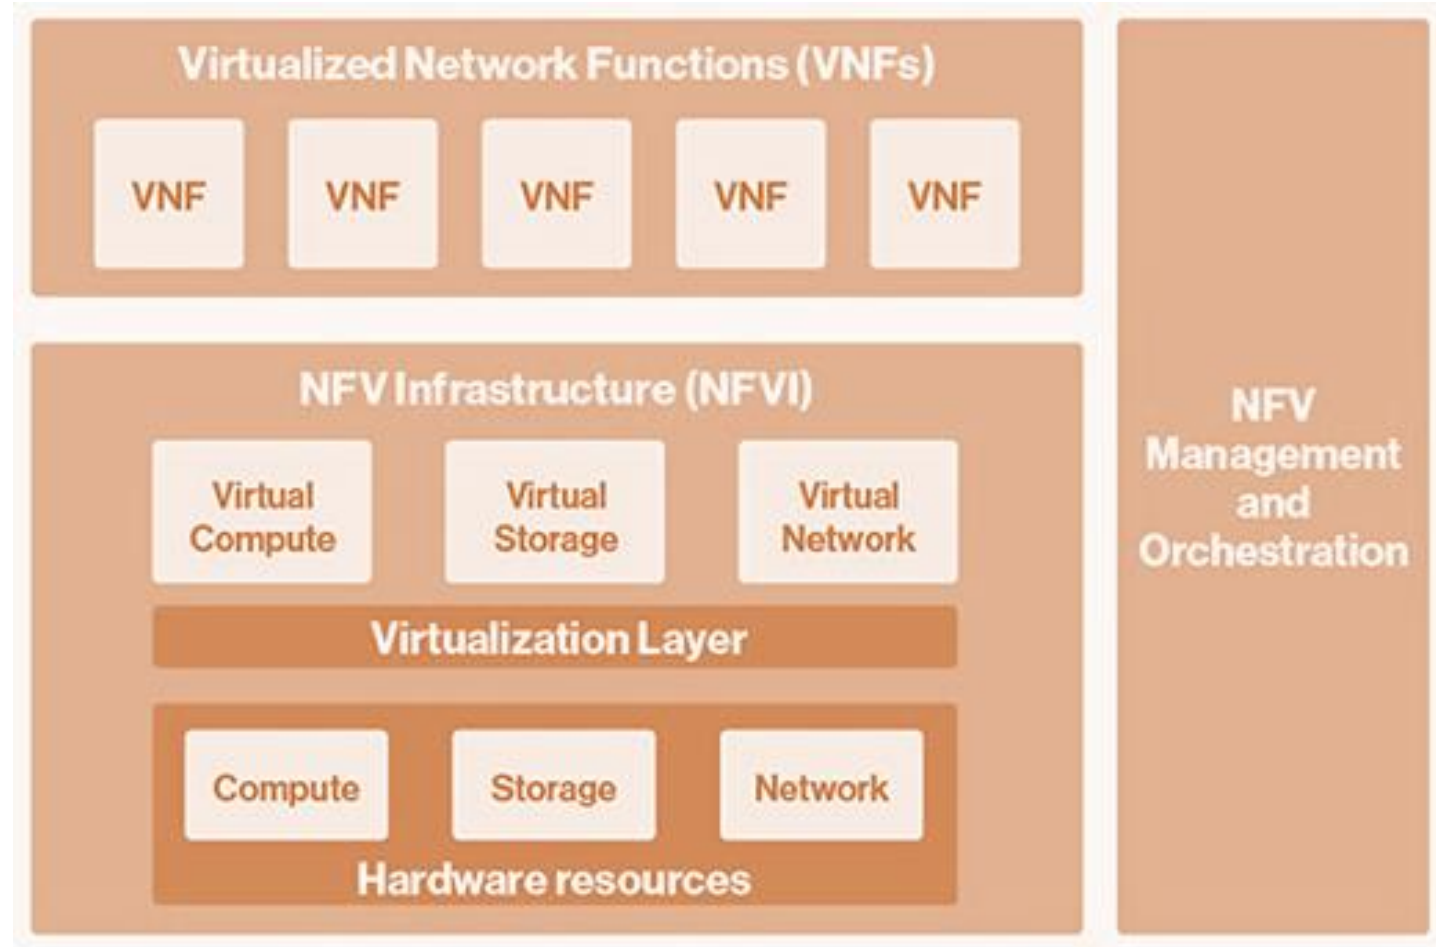 Virtualized Network Functions (VNFs)
VNF VNF VNF VNF VNF
NFV Infrastructure (NFVI)
Virtual
Compute
Virtual
Storage
Virtual
Network
Virtualization Layer
Compute Storage Network
Hardware resources
NFV
Management
and
Orchestration